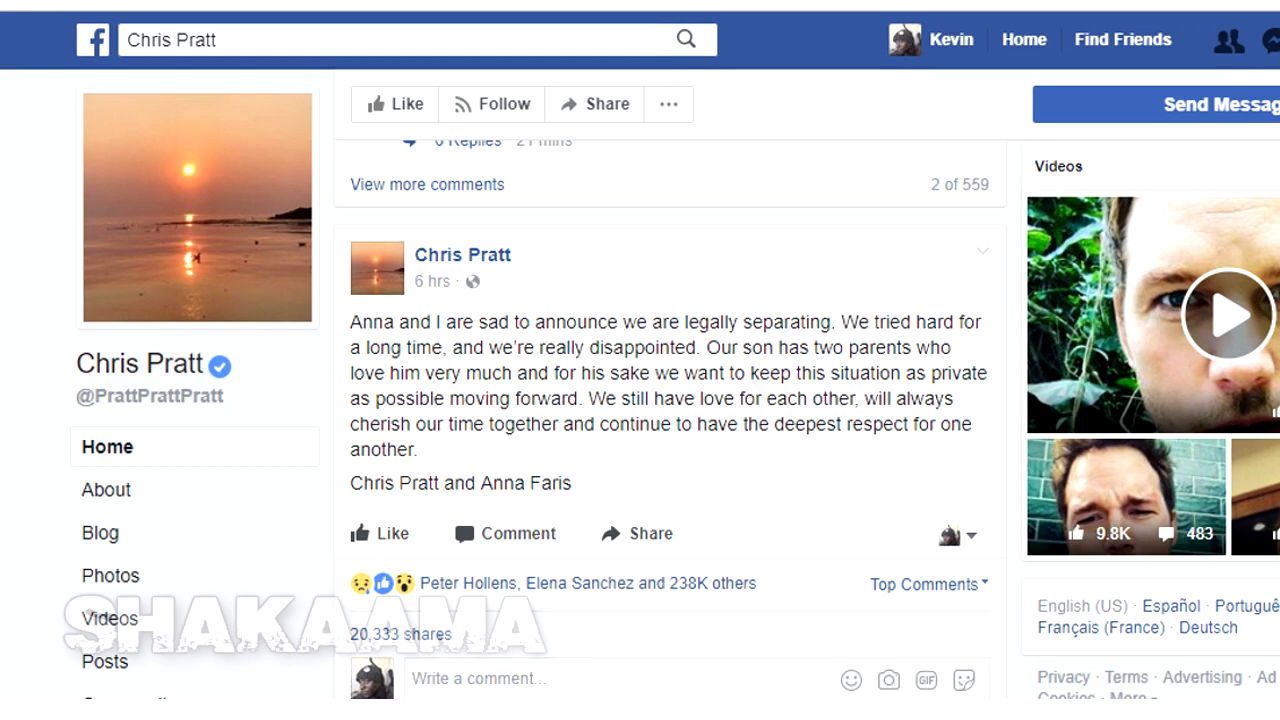 f Chris Pratt
Kevin Home Find Friends
Like Follow Share ...
Send Messag
6 Replies 21 mins
View more comments 2 of 559
Videos
Chris Pratt
6 hrs ·
Anna and I are sad to announce we are legally separating. We tried hard for
a long time, and we're really disappointed. Our son has two parents who
love him very much and for his sake we want to keep this situation as private
as possible moving forward. We still have love for each other, will always
cherish our time together and continue to have the deepest respect for one
another.
Chris Pratt and Anna Faris
Like Comment Share
Peter Hollens, Elena Sanchez and 238K others Top Comments
20,333 shares
Write a comment...
GIF
Chris Pratt
@PrattPrattPratt
Home
About
Blog
Photos
Videos
Posts
SHAKAAMA
9.8K 483
English (US) · Español · Portuguê
Français (France) · Deutsch
Privacy · Terms · Advertising · Ad
Cookies · More